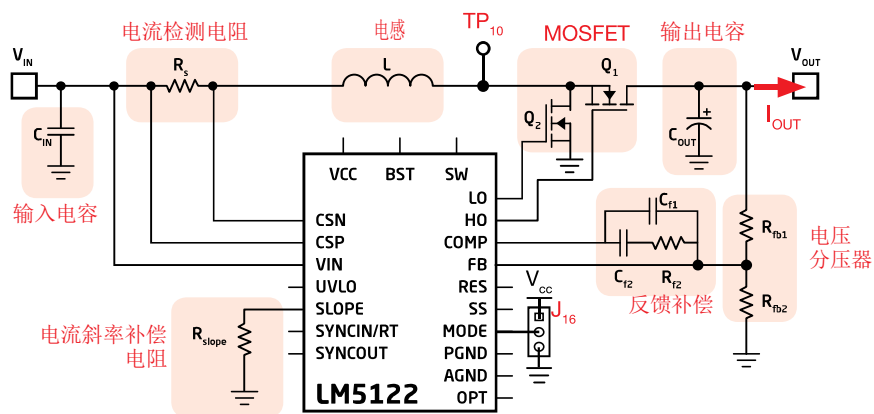 电流检测电阻
电感
TP10
MOSFET
输出电容
VIN
Rs
L
Q1
VOUT
Q2
IOUT
CIN
COUT
输入电容
VCC
BST
SW
LO
HO
CSN
COMP
CSP
FB
VIN
RES
UVLO
SS
SLOPE
MODE
SYNCIN/RT
PGND
SYNCOUT
AGND
OPT
LM5122
Cf1
Cf2
Rf2
反馈补偿
Rfb1
Rfb2
电压
分压器
VCC
J16
Rslope
电流斜率补偿
电阻